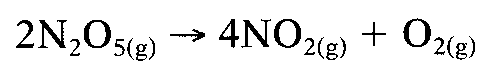 2N₂O₅(g) → 4NO₂(g) + O₂(g)